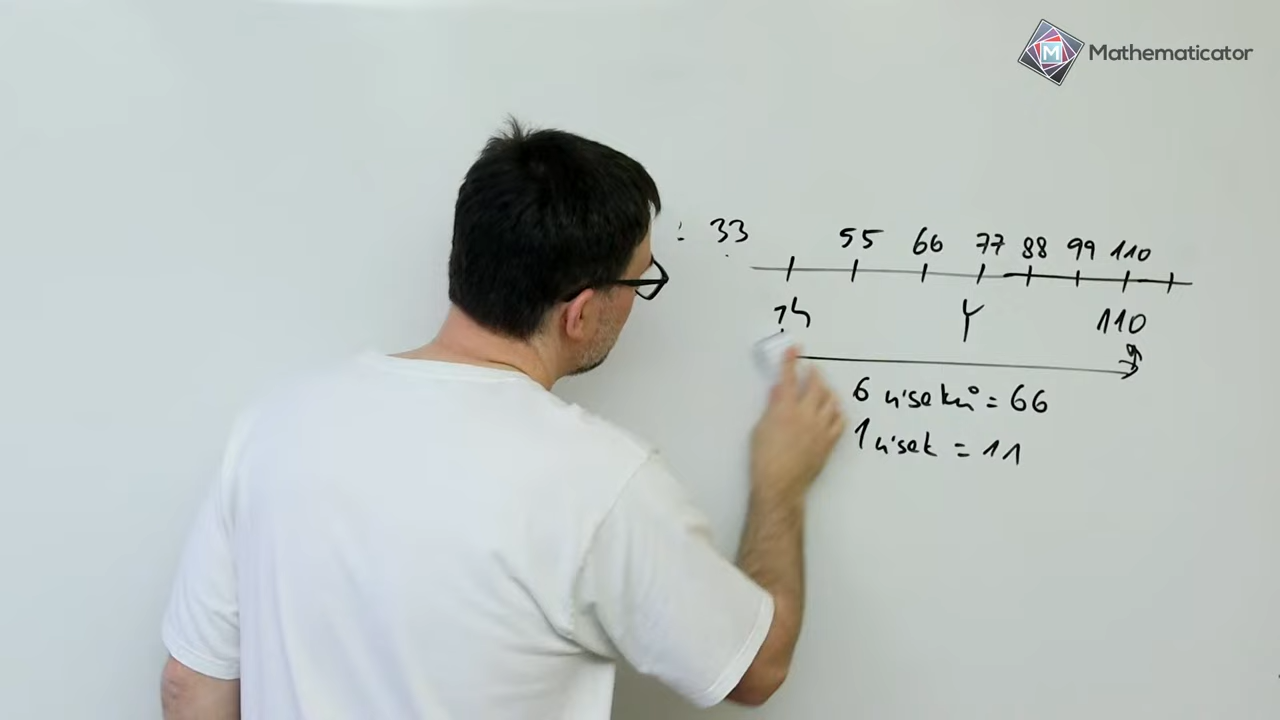 Mathematicator
: 33
55 66 77 88 99 110
Y 110
6 úseků = 66
1 úsek = 11